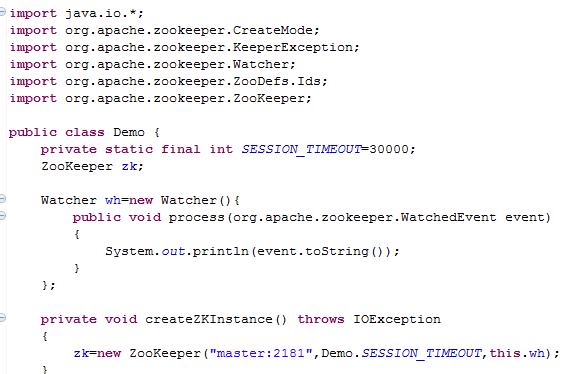 import java.io.*;
import org.apache.zookeeper.CreateMode;
import org.apache.zookeeper.KeeperException;
import org.apache.zookeeper.Watcher;
import org.apache.zookeeper.ZooDefs.Ids;
import org.apache.zookeeper.ZooKeeper;
public class Demo {
private static final int SESSION_TIMEOUT=30000;
ZooKeeper zk;
Watcher wh=new Watcher(){
public void process(org.apache.zookeeper.WatchedEvent event)
{
System.out.println(event.toString());
}
};
private void createZKInstance() throws IOException
{
zk=new ZooKeeper("master:2181",Demo.SESSION_TIMEOUT,this.wh);
}